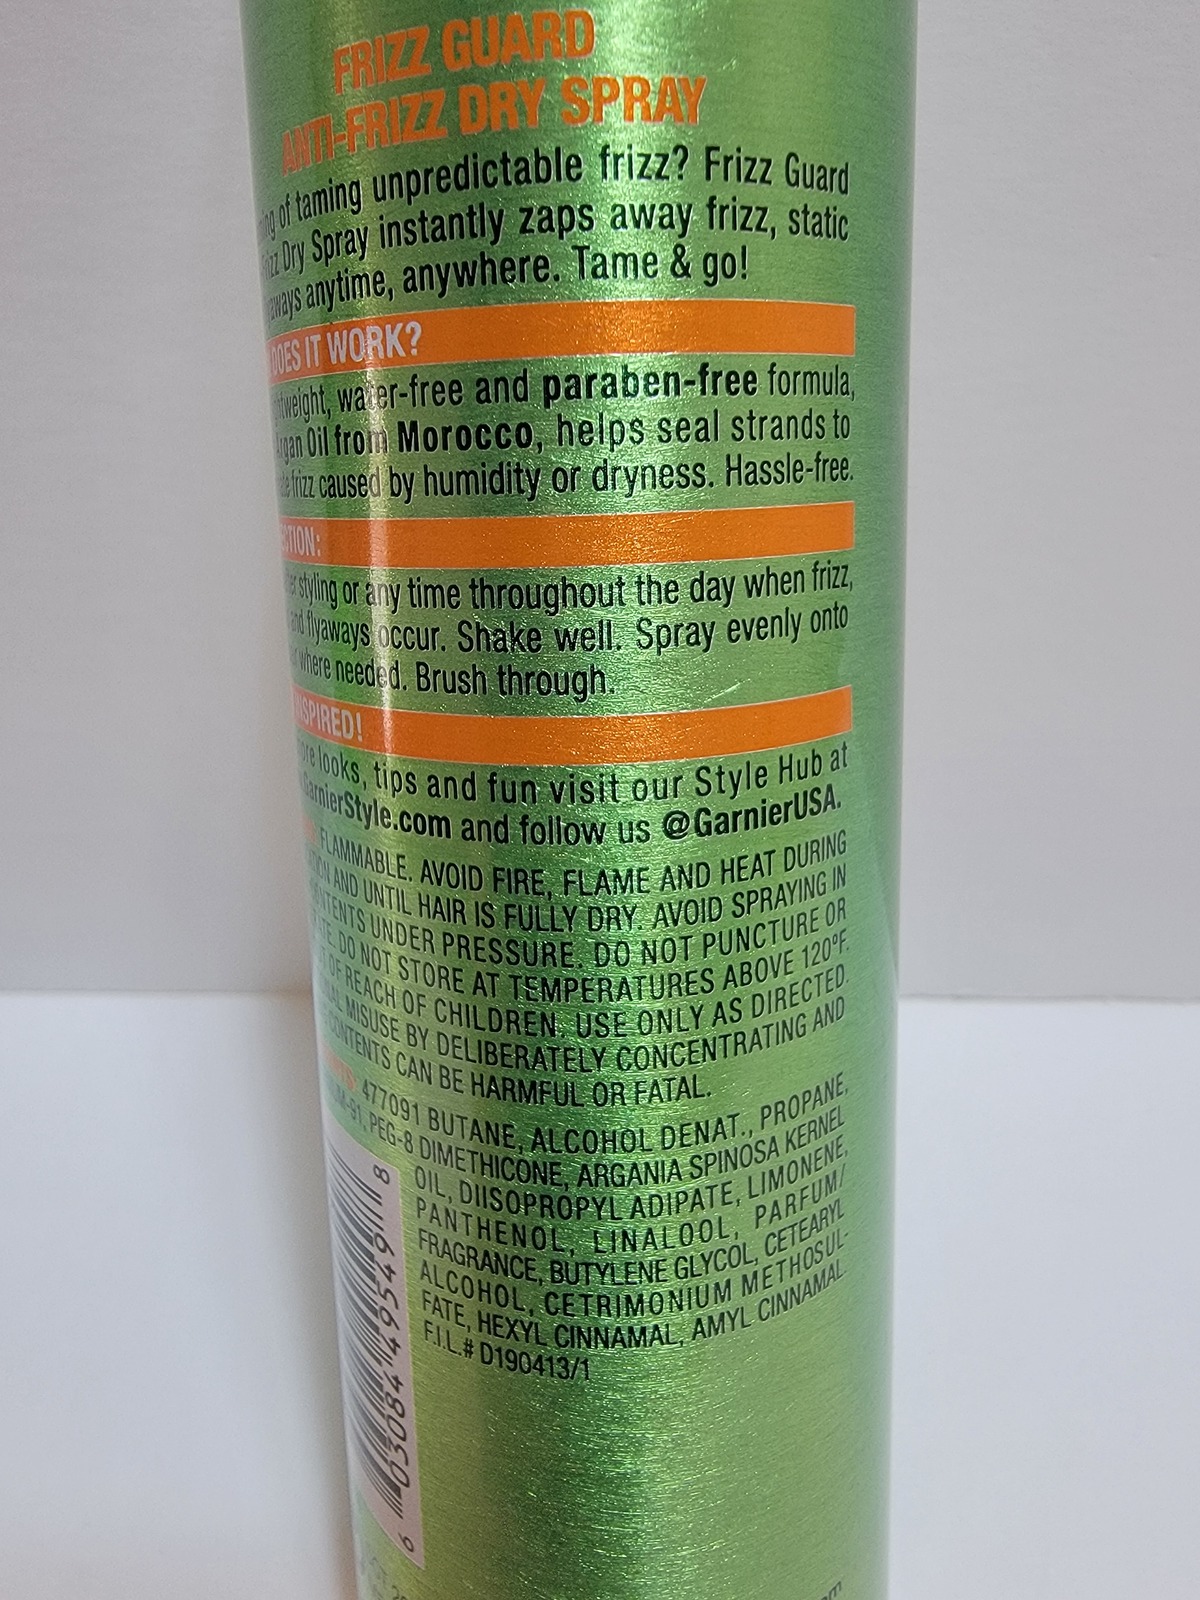 FRIZZ GUARD
ANTI-FRIZZ DRY SPRAY
of taming unpredictable frizz? Frizz Guard
Dry Spray instantly zaps away frizz, static
anytime, anywhere. Tame & go!
DOES IT WORK?
water-free and paraben-free formula,
Oil from Morocco, helps seal strands to
frizz caused by humidity or dryness. Hassle-free.
styling or any time throughout the day when frizz,
and flyaways occur. Shake well. Spray evenly onto
where needed. Brush through.
looks, tips and fun visit our Style Hub at
GarnierStyle.com and follow us @GarnierUSA.
FLAMMABLE. AVOID FIRE, FLAME AND HEAT DURING
AND UNTIL HAIR IS FULLY DRY. AVOID SPRAYING IN
UNDER PRESSURE. DO NOT PUNCTURE OR
DO NOT STORE AT TEMPERATURES ABOVE 120°F.
OF REACH OF CHILDREN. USE ONLY AS DIRECTED.
MISUSE BY DELIBERATELY CONCENTRATING AND
CONTENTS CAN BE HARMFUL OR FATAL.
477091 BUTANE, ALCOHOL DENAT., PROPANE,
PEG-8 DIMETHICONE, ARGANIA SPINOSA KERNEL
OIL, DIISOPROPYL ADIPATE, LIMONENE,
PANTHENOL, LINALOOL, PARFUM/
FRAGRANCE, BUTYLENE GLYCOL, CETEARYL
ALCOHOL, CETRIMONIUM METHOSUL-
FATE, HEXYL CINNAMAL, AMYL CINNAMAL.
F.I.L.# D190413/1
6 03084 49549 8